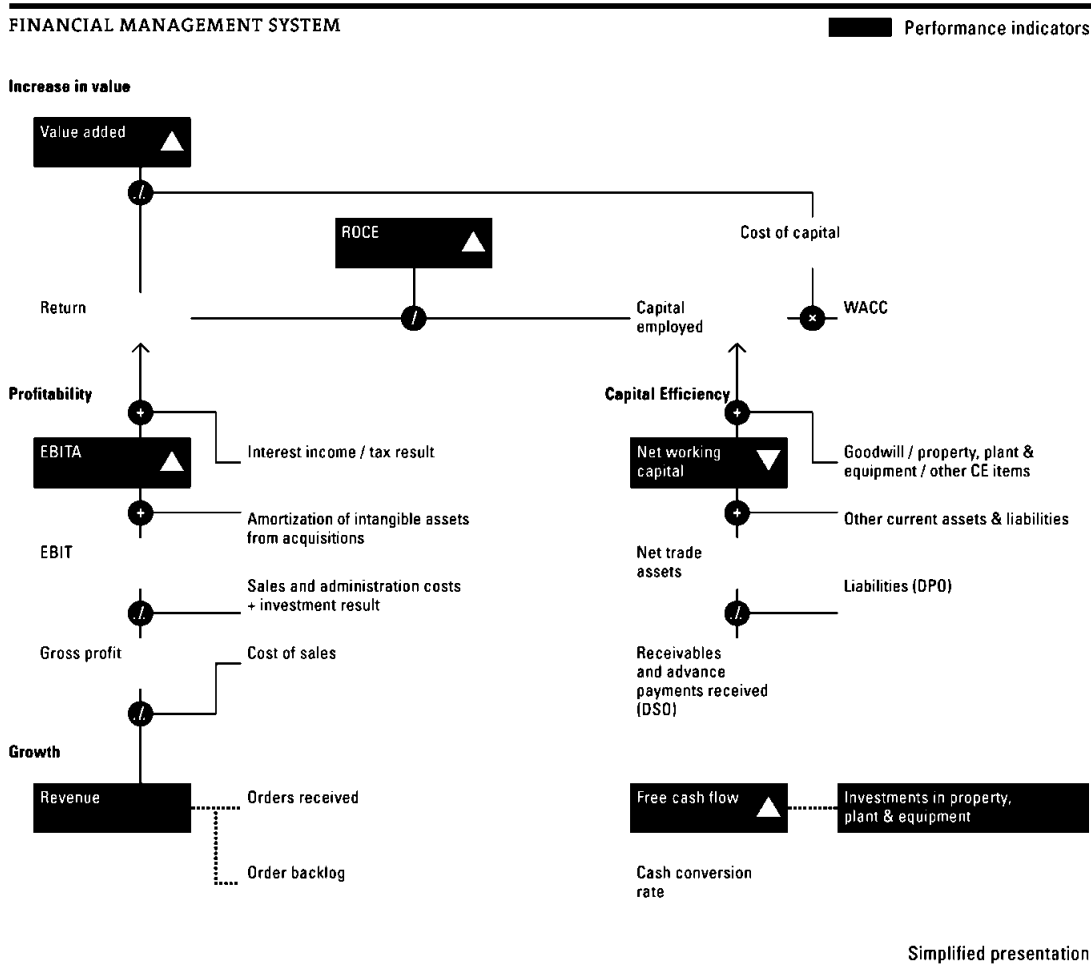 FINANCIAL MANAGEMENT SYSTEM
Performance indicators
Increase in value
Value added
./.
ROCE
Cost of capital
Return
/
Capital
employed
×
WACC
Profitability
+
Capital Efficiency
+
EBITA
Interest income / tax result
Net working
capital
Goodwill / property, plant &
equipment / other CE items
+
Amortization of intangible assets
from acquisitions
+
Other current assets & liabilities
EBIT
Net trade
assets
Sales and administration costs
+ investment result
./.
Liabilities (DPO)
./.
Gross profit
Cost of sales
Receivables
and advance
payments received
(DSO)
./.
Growth
Revenue
Orders received
Order backlog
Free cash flow
Investments in property,
plant & equipment
Cash conversion
rate
Simplified presentation